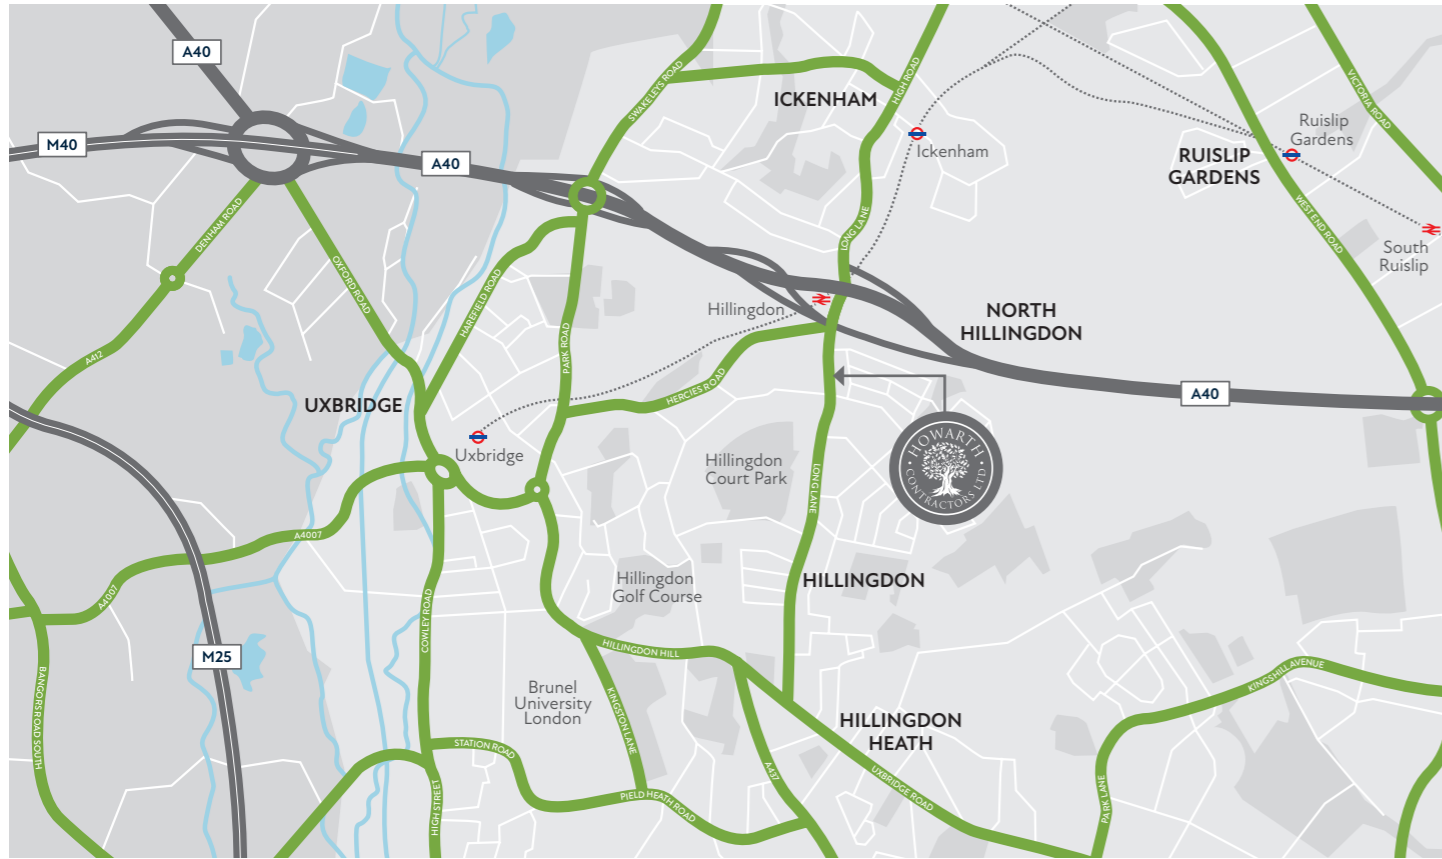 A40
M40
A40
SWAKELEYS ROAD
ICKENHAM
HIGH ROAD
Ickenham
VICTORIA ROAD
Ruislip
Gardens
RUISLIP
GARDENS
WEST END ROAD
South
Ruislip
DENHAM ROAD
OXFORD ROAD
HAREFIELD ROAD
LONG LANE
Hillingdon
NORTH
HILLINGDON
A412
PARK ROAD
HERCIES ROAD
A40
UXBRIDGE
Uxbridge
HOWARTH
CONTRACTORS LTD
Hillingdon
Court Park
LONG LANE
A4007
A4007
Hillingdon
Golf Course
HILLINGDON
COWLEY ROAD
M25
HILLINGDON HILL
BANGORS ROAD SOUTH
Brunel
University
London
KINGSTON LANE
KINGSHILL AVENUE
HILLINGDON
HEATH
STATION ROAD
A437
UXBRIDGE ROAD
HIGH STREET
PIELD HEATH ROAD
PARK LANE